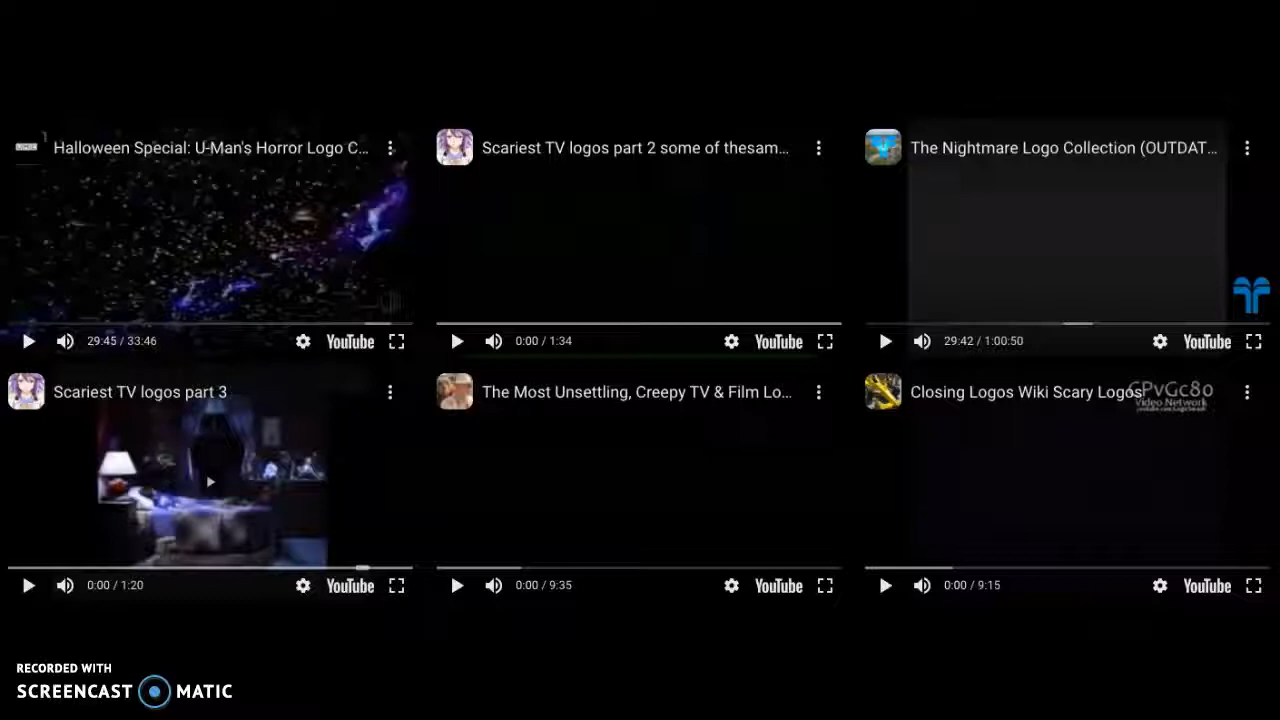 Halloween Special: U-Man's Horror Logo C...
Scariest TV logos part 2 some of thesam...
The Nightmare Logo Collection (OUTDAT...
29:45 / 33:46
YouTube
0:00 / 1:34
YouTube
29:42 / 1:00:50
YouTube
Scariest TV logos part 3
The Most Unsettling, Creepy TV & Film Lo...
Closing Logos Wiki Scary Logos
CPvGc80
Video Network
0:00 / 1:20
YouTube
0:00 / 9:35
YouTube
0:00 / 9:15
YouTube
RECORDED WITH
SCREENCAST MATIC